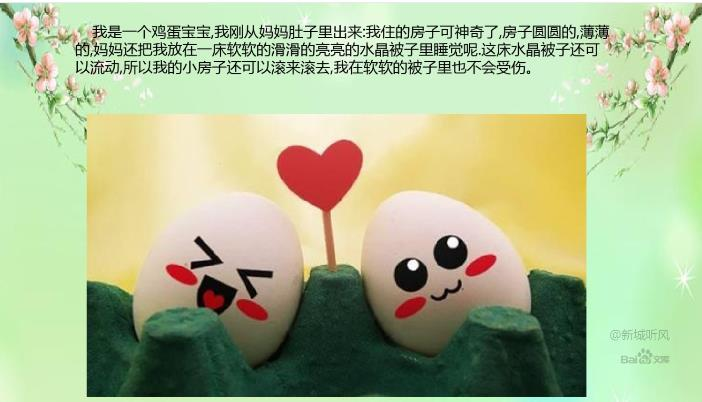 我是一个鸡蛋宝宝,我刚从妈妈肚子里出来:我住的房子可神奇了,房子圆圆的,薄薄
的,妈妈还把我放在一床软软的滑滑的亮亮的水晶被子里睡觉呢.这床水晶被子还可
以流动,所以我的小房子还可以滚来滚去,我在软软的被子里也不会受伤。
@新城听风
Bai文库